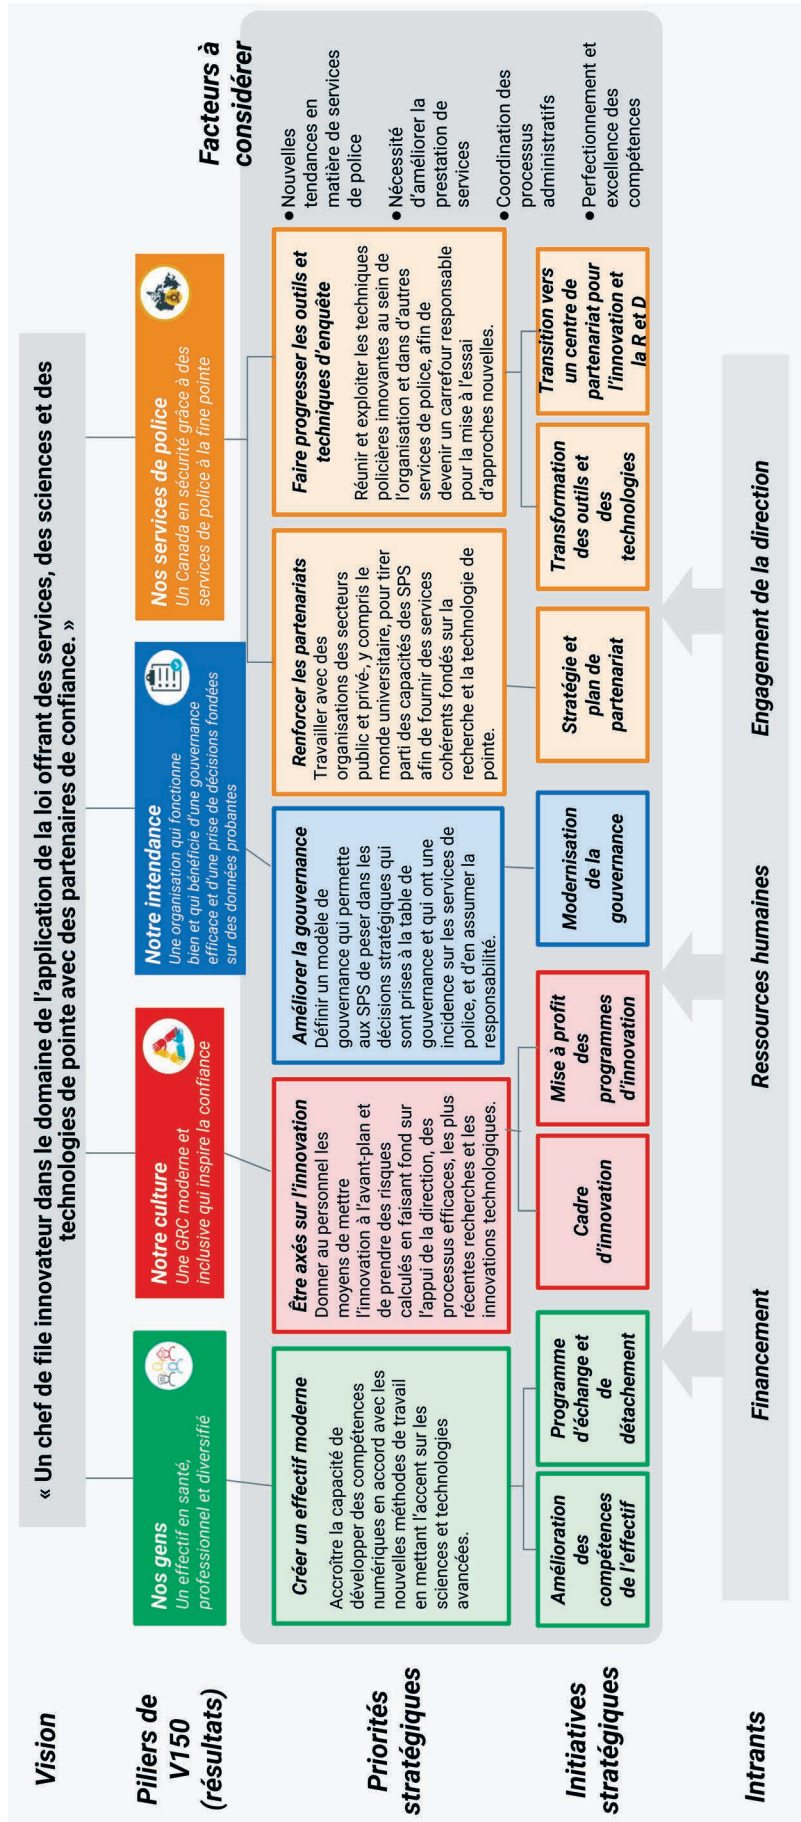 Vision
« Un chef de file innovateur dans le domaine de l'application de la loi offrant des services, des sciences et des
technologies de pointe avec des partenaires de confiance. »
Piliers de
V150
(résultats)
Nos gens
Un effectif en santé,
professionnel et diversifié
Notre culture
Une GRC moderne et
inclusive qui inspire la confiance
Notre intendance
Une organisation qui fonctionne
bien et qui bénéficie d'une gouvernance
efficace et d'une prise de décisions fondées
sur des données probantes
Nos services de police
Un Canada en sécurité grâce à des
services de police à la fine pointe
Facteurs à
considérer
Priorités
stratégiques
Créer un effectif moderne
Accroître la capacité de
développer des compétences
numériques en accord avec les
nouvelles méthodes de travail
en mettant l'accent sur les
sciences et technologies
avancées.
Être axés sur l'innovation
Donner au personnel les
moyens de mettre
l'innovation à l'avant-plan et
de prendre des risques
calculés en faisant fond sur
l'appui de la direction, des
processus efficaces, les plus
récentes recherches et les
innovations technologiques.
Améliorer la gouvernance
Définir un modèle de
gouvernance qui permette
aux SPS de peser dans les
décisions stratégiques qui
sont prises à la table de
gouvernance et qui ont une
incidence sur les services de
police, et d'en assumer la
responsabilité.
Renforcer les partenariats
Travailler avec des
organisations des secteurs
public et privé-, y compris le
monde universitaire, pour tirer
parti des capacités des SPS
afin de fournir des services
cohérents fondés sur la
recherche et la technologie de
pointe.
Faire progresser les outils et
techniques d'enquête
Réunir et exploiter les techniques
policières innovantes au sein de
l'organisation et dans d'autres
services de police, afin de
devenir un carrefour responsable
pour la mise à l'essai
d'approches nouvelles.
• Nouvelles
tendances en
matière de services
de police
• Nécessité
d'améliorer la
prestation de
services
• Coordination des
processus
administratifs
• Perfectionnement et
excellence des
compétences
Initiatives
stratégiques
Amélioration
des
compétences
de l'effectif
Programme
d'échange et
de
détachement
Cadre
d'innovation
Mise à profit
des
programmes
d'innovation
Modernisation
de la
gouvernance
Stratégie et
plan de
partenariat
Transformation
des outils et
des
technologies
Transition vers
un centre de
partenariat pour
l'innovation et
la R et D
Intrants
Financement
Ressources humaines
Engagement de la direction